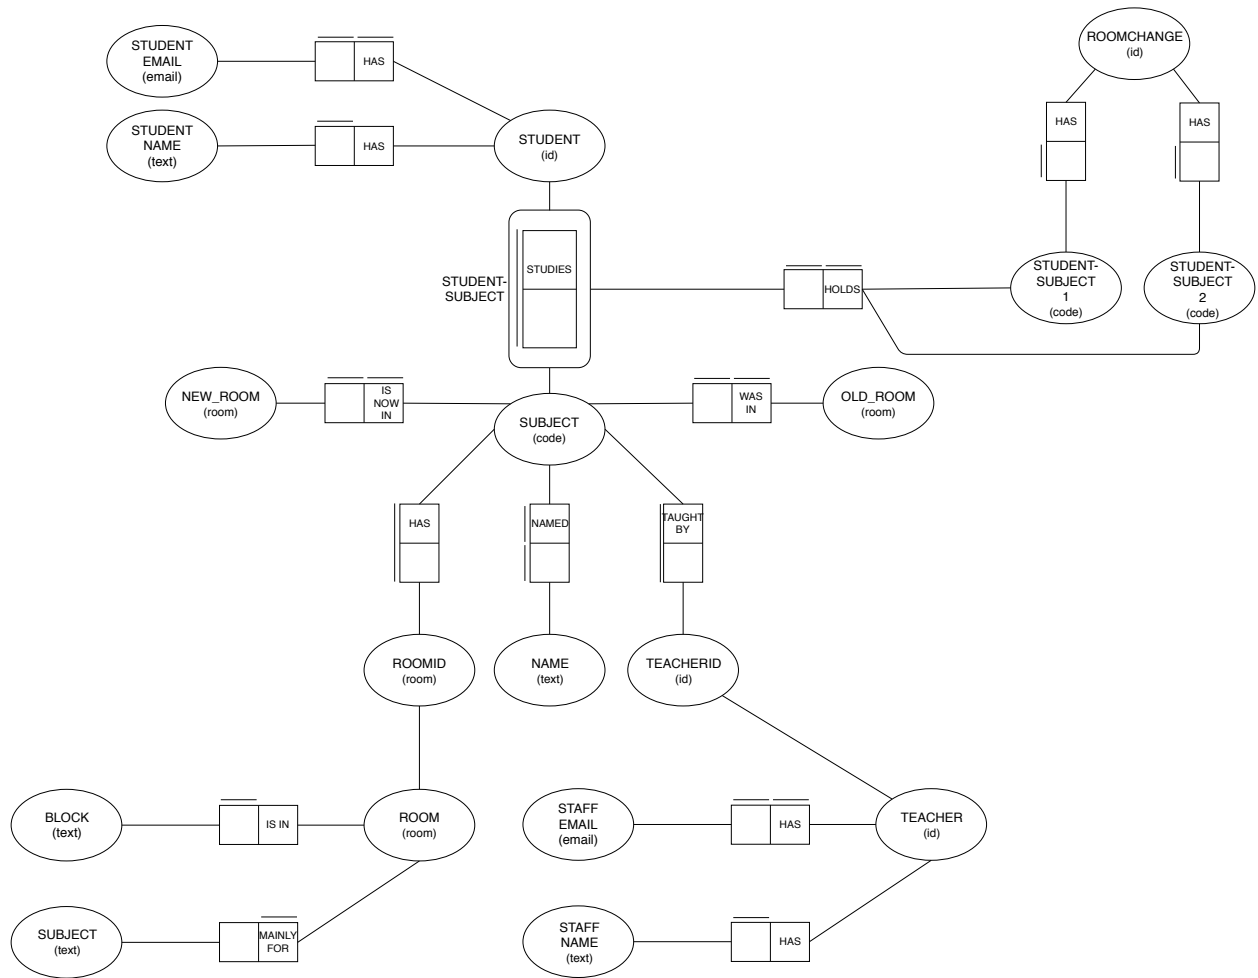 STUDENT
EMAIL
(email)
HAS
ROOMCHANGE
(id)
STUDENT
NAME
(text)
HAS
STUDENT
(id)
HAS
HAS
STUDENT-
SUBJECT
STUDIES
HOLDS
STUDENT-
SUBJECT
1
(code)
STUDENT-
SUBJECT
2
(code)
NEW_ROOM
(room)
IS
NOW
IN
SUBJECT
(code)
WAS
IN
OLD_ROOM
(room)
HAS
NAMED
TAUGHT
BY
ROOMID
(room)
NAME
(text)
TEACHERID
(id)
BLOCK
(text)
IS IN
ROOM
(room)
STAFF
EMAIL
(email)
HAS
TEACHER
(id)
SUBJECT
(text)
MAINLY
FOR
STAFF
NAME
(text)
HAS